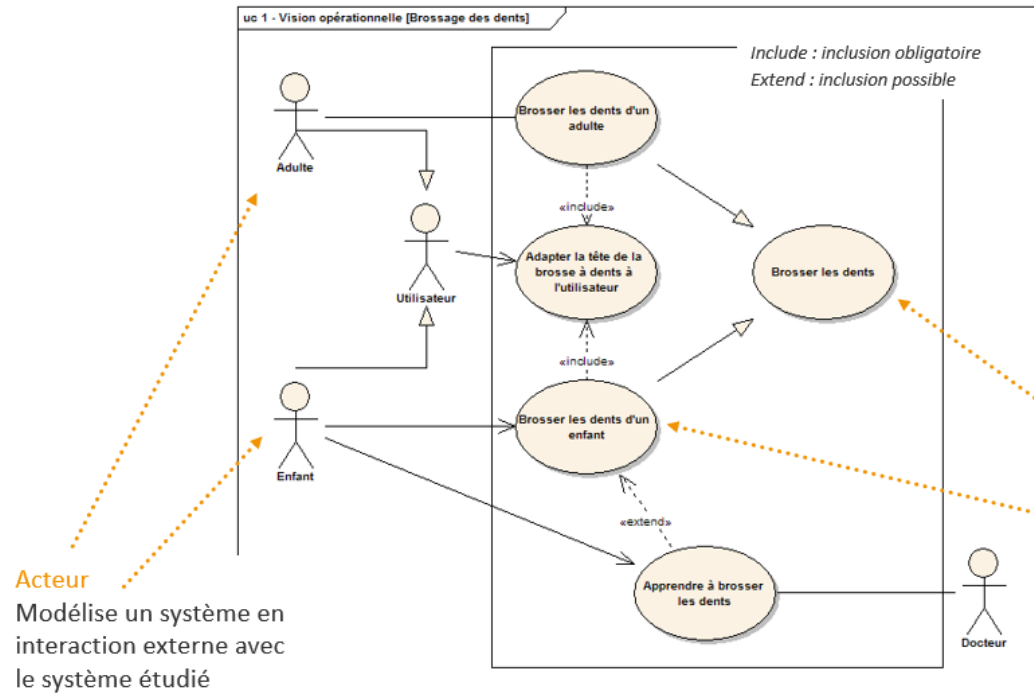 uc 1 - Vision opérationnelle [Brossage des dents]
Include : inclusion obligatoire
Extend : inclusion possible
Brosser les dents d'un
adulte
Adulte
«include»
Utilisateur
Adapter la tête de la
brosse à dents à
l'utilisateur
Brosser les dents
«include»
Brosser les dents d'un
enfant
Enfant
«extend»
Apprendre à brosser
les dents
Docteur
Acteur
Modélise un système en
interaction externe avec
le système étudié